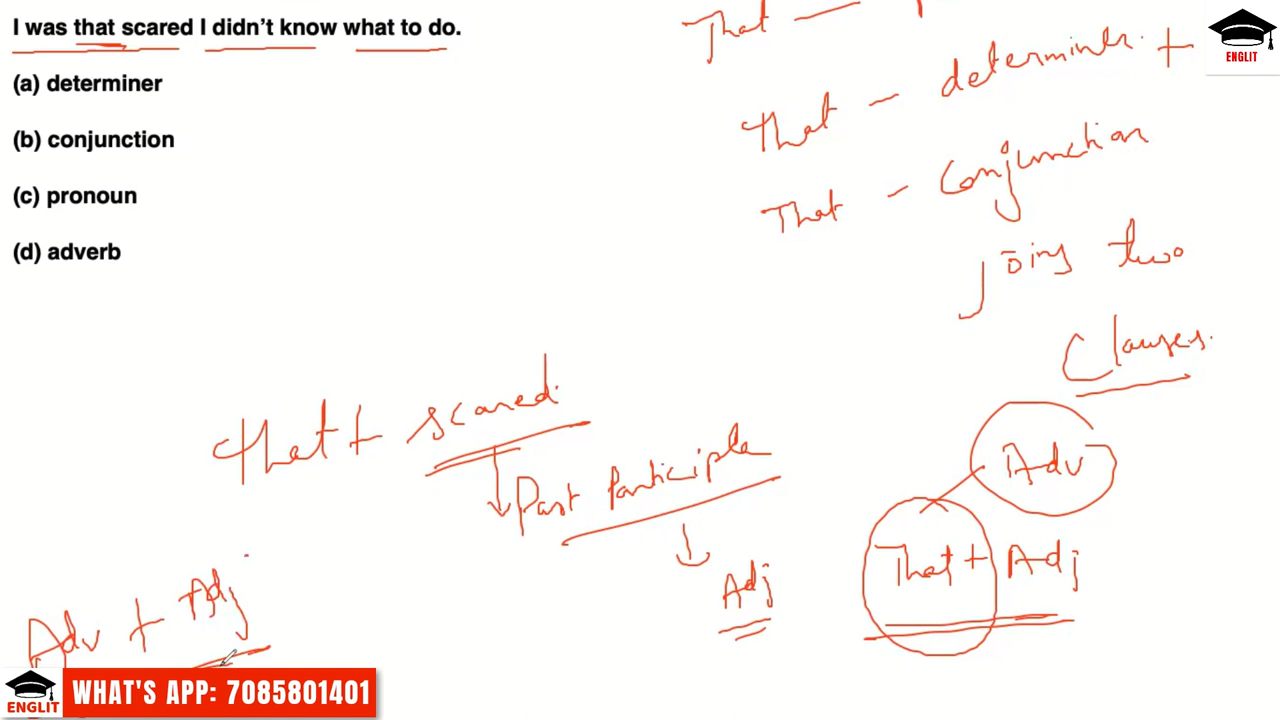 I was that scared I didn't know what to do.
(a) determiner
(b) conjunction
(c) pronoun
(d) adverb
That —
ENGLIT
That — determiner. +
That — Conjunction
Joing two
Clauses.
that + scared.
Past Participle
Adj
Adv
That + Adj
Adv + Adj
ENGLIT
WHAT'S APP: 7085801401